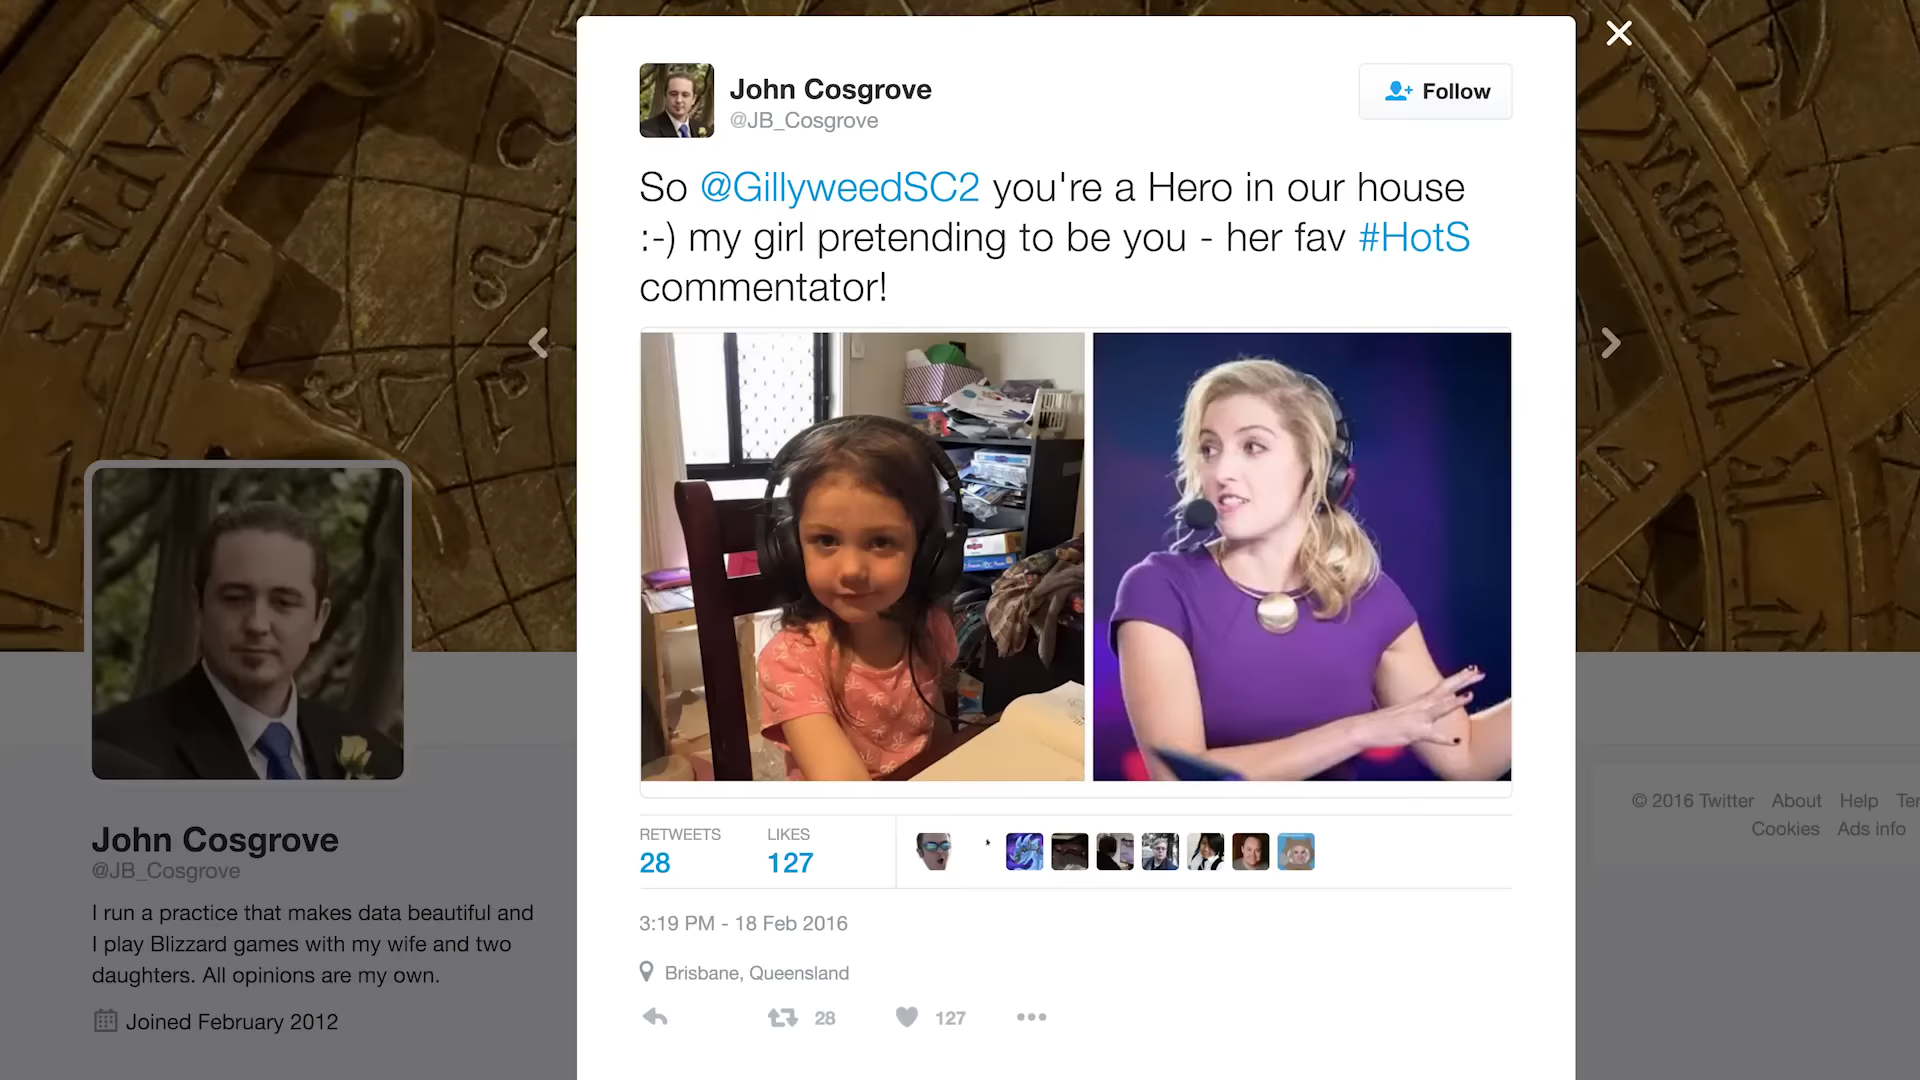 John Cosgrove
@JB_Cosgrove
Follow
So @GillyweedSC2 you're a Hero in our house
:-) my girl pretending to be you - her fav #HotS
commentator!
RETWEETS
28
LIKES
127
3:19 PM - 18 Feb 2016
Brisbane, Queensland
28
127
John Cosgrove
@JB_Cosgrove
I run a practice that makes data beautiful and
I play Blizzard games with my wife and two
daughters. All opinions are my own.
Joined February 2012
© 2016 Twitter About Help Ter
Cookies Ads info
CAPR